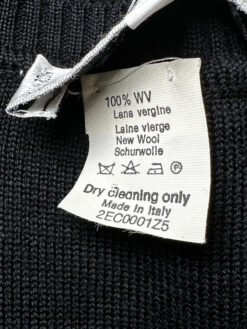 100% WV
Lana vergine
Laine vierge
New Wool
Schurwolle
Dry cleaning only
Made in Italy
2EC0001Z5